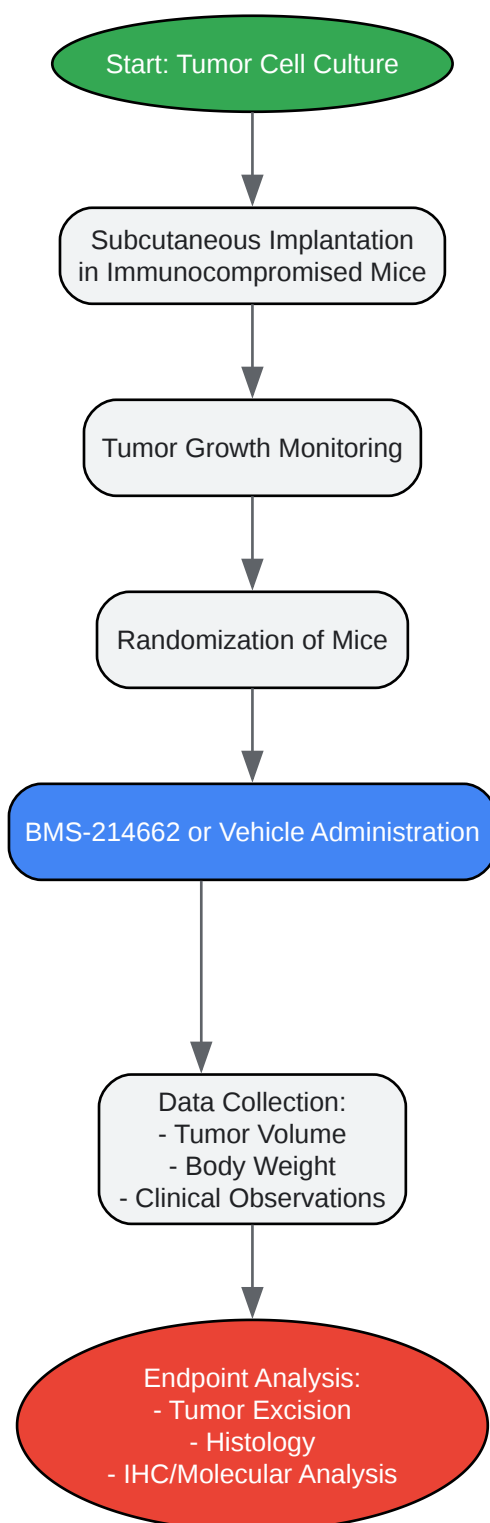 Start: Tumor Cell Culture
Subcutaneous Implantation
in Immunocompromised Mice
Tumor Growth Monitoring
Randomization of Mice
BMS-214662 or Vehicle Administration
Data Collection:
- Tumor Volume
- Body Weight
- Clinical Observations
Endpoint Analysis:
- Tumor Excision
- Histology
- IHC/Molecular Analysis